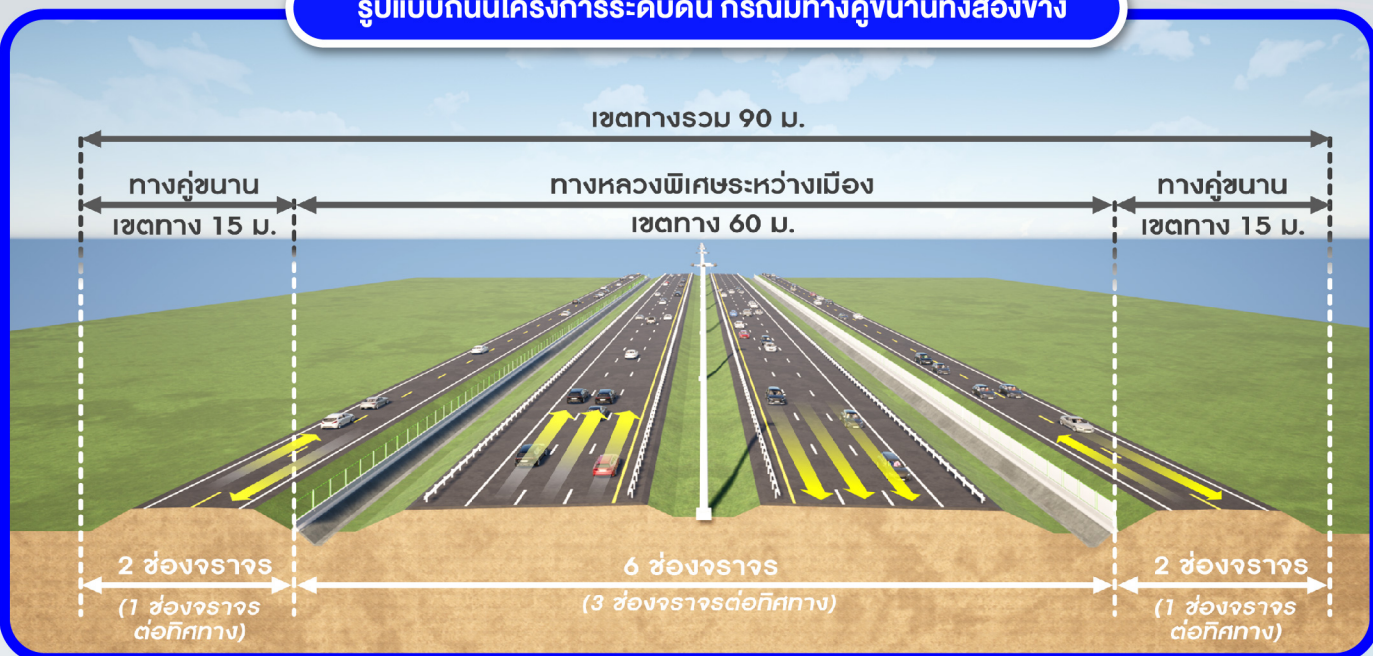 รูปแบบถนนโครงการระดับดิน กรณีมีทางคู่ขนานทั้งสองข้าง
เขตทางรวม 90 ม.
ทางคู่ขนาน
เขตทาง 15 ม.
ทางหลวงพิเศษระหว่างเมือง
เขตทาง 60 ม.
ทางคู่ขนาน
เขตทาง 15 ม.
2 ช่องจราจร
(1 ช่องจราจร
ต่อทิศทาง)
6 ช่องจราจร
(3 ช่องจราจรต่อทิศทาง)
2 ช่องจราจร
(1 ช่องจราจร
ต่อทิศทาง)